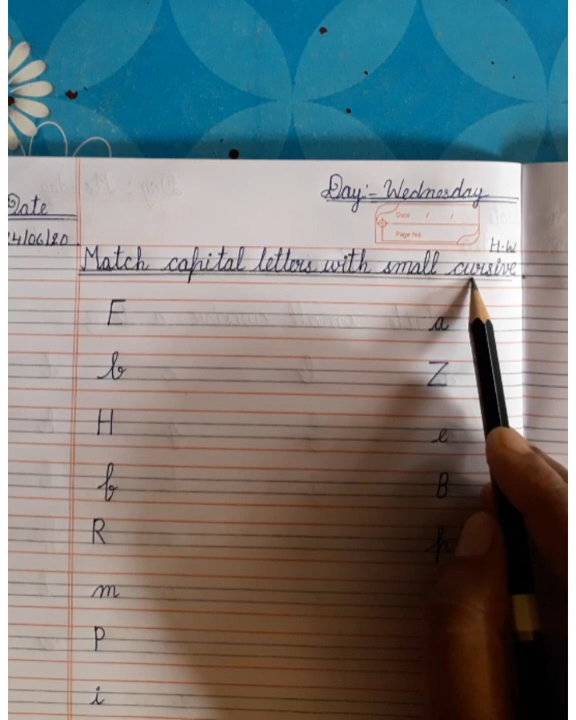 Day:- Wednesday
Date
Date / /
Page No.
24/06/20
H.W
Match capital letters with small cursive.
E a
b Z
H e
f B
R p
m
P
i